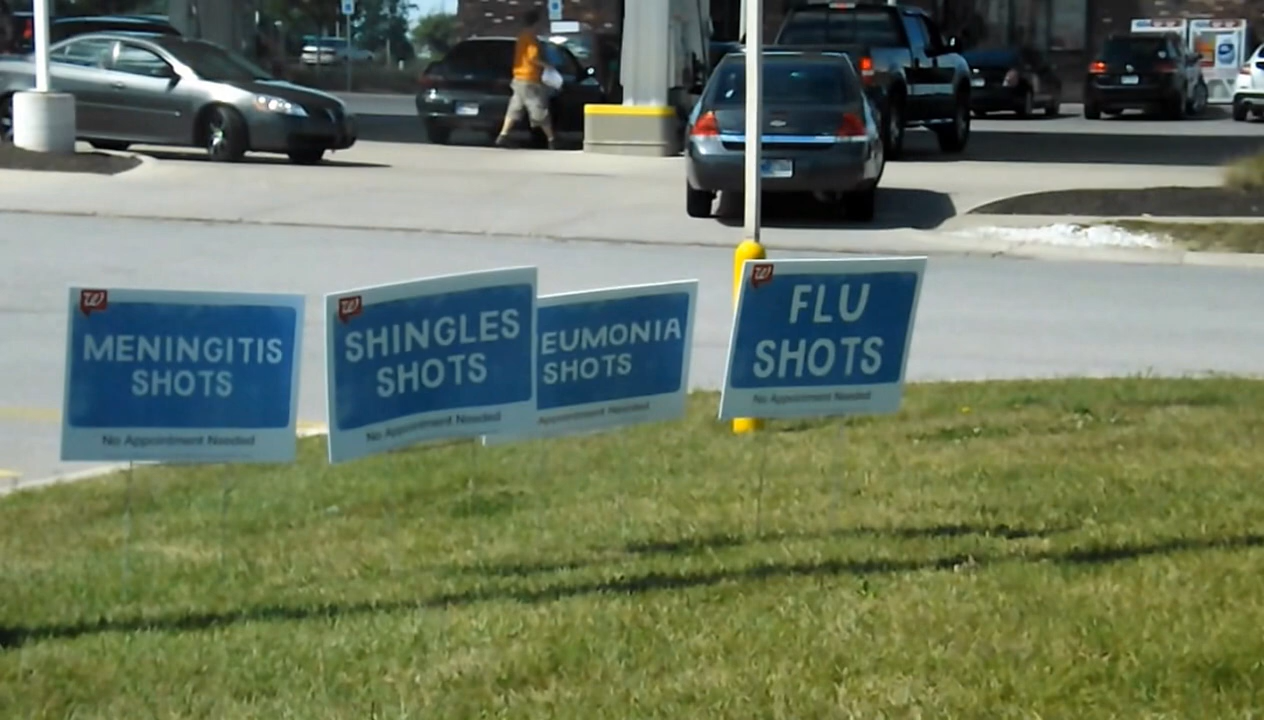 W
MENINGITIS
SHOTS
No Appointment Needed
W
SHINGLES
SHOTS
No Appointment Needed
EUMONIA
SHOTS
Appointment Needed
W
FLU
SHOTS
No Appointment Needed